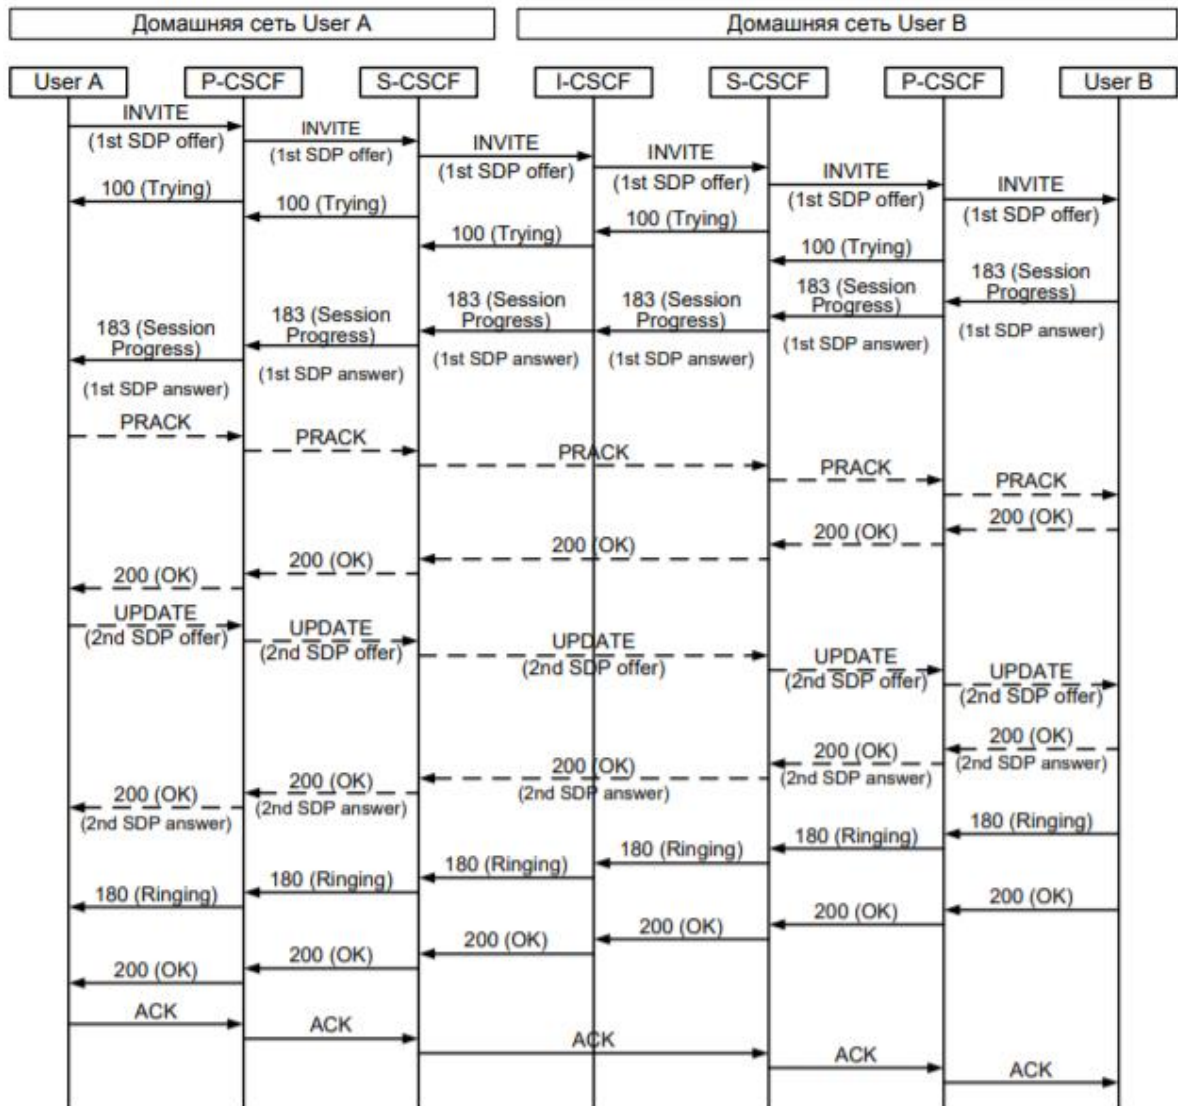 Домашняя сеть User A
Домашняя сеть User B
User A
P-CSCF
S-CSCF
I-CSCF
S-CSCF
P-CSCF
User B
INVITE
(1st SDP offer)
INVITE
(1st SDP offer)
INVITE
(1st SDP offer)
INVITE
(1st SDP offer)
INVITE
(1st SDP offer)
INVITE
(1st SDP offer)
100 (Trying)
100 (Trying)
100 (Trying)
100 (Trying)
100 (Trying)
183 (Session
Progress)
(1st SDP answer)
183 (Session
Progress)
(1st SDP answer)
183 (Session
Progress)
(1st SDP answer)
183 (Session
Progress)
(1st SDP answer)
183 (Session
Progress)
(1st SDP answer)
183 (Session
Progress)
(1st SDP answer)
PRACK
PRACK
PRACK
PRACK
PRACK
200 (OK)
200 (OK)
200 (OK)
200 (OK)
200 (OK)
UPDATE
(2nd SDP offer)
UPDATE
(2nd SDP offer)
UPDATE
(2nd SDP offer)
UPDATE
(2nd SDP offer)
UPDATE
(2nd SDP offer)
200 (OK)
(2nd SDP answer)
200 (OK)
(2nd SDP answer)
200 (OK)
(2nd SDP answer)
200 (OK)
(2nd SDP answer)
200 (OK)
(2nd SDP answer)
180 (Ringing)
180 (Ringing)
180 (Ringing)
180 (Ringing)
180 (Ringing)
180 (Ringing)
200 (OK)
200 (OK)
200 (OK)
200 (OK)
200 (OK)
200 (OK)
ACK
ACK
ACK
ACK
ACK